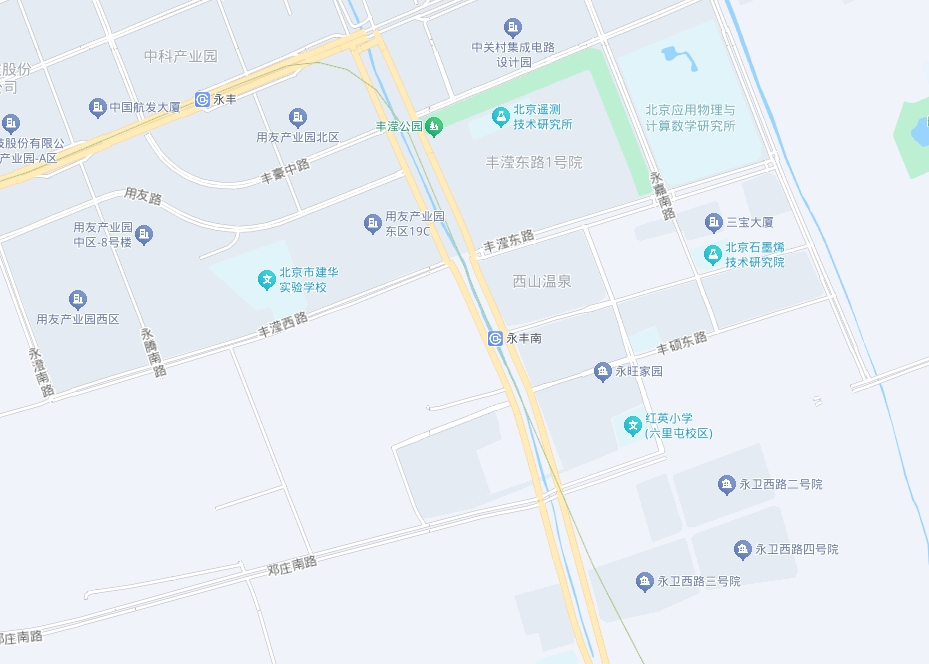 中关村集成电路
设计园
中科产业园
股份
公司
永丰
中国航发大厦
用友产业园北区
丰滢公园
北京遥测
技术研究所
北京应用物理与
计算数学研究所
技股份有限公
产业园-A区
丰滢东路1号院
丰豪中路
永嘉南路
用友路
用友产业园
中区-8号楼
用友产业园
东区19C
三宝大厦
丰滢东路
北京石墨烯
技术研究院
北京市建华
实验学校
西山温泉
用友产业园西区
丰滢西路
永腾南路
永丰南
丰硕东路
永澄南路
永旺家园
红英小学
(六里屯校区)
永卫西路二号院
永卫西路四号院
邓庄南路
永卫西路三号院
邓庄南路